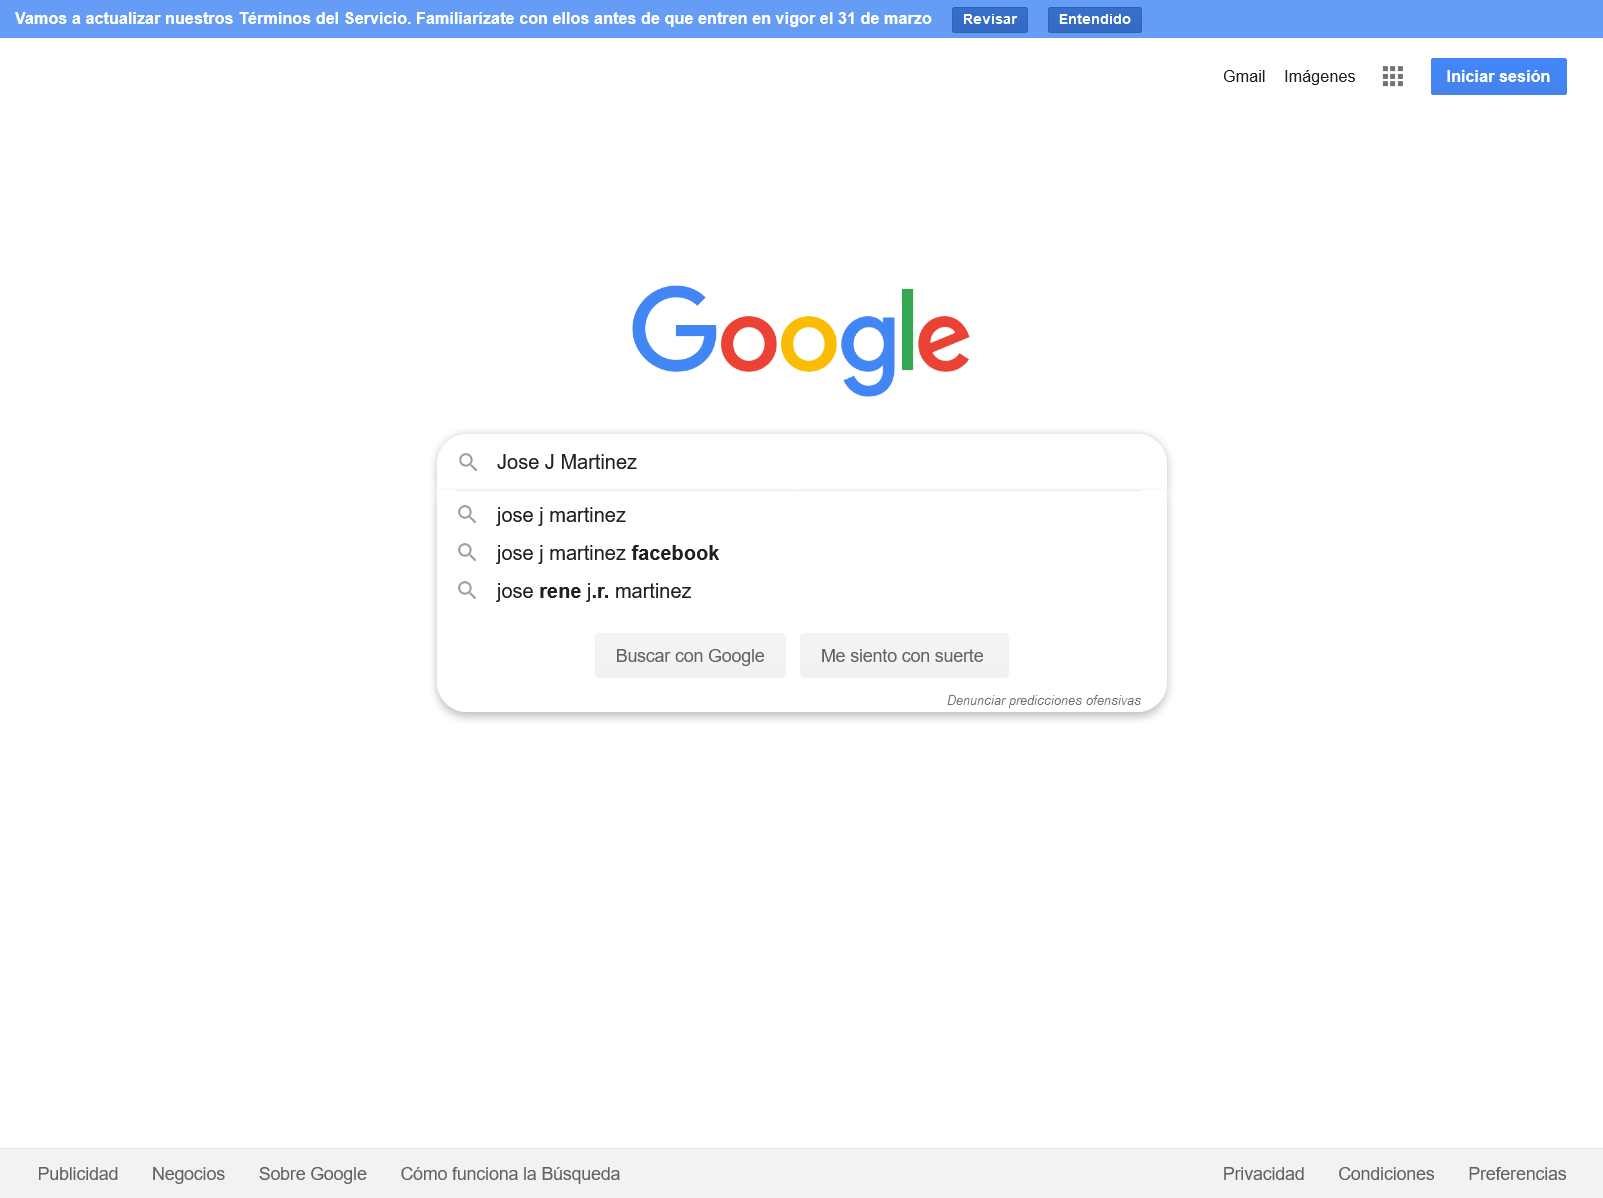 Vamos a actualizar nuestros Términos del Servicio. Familiarízate con ellos antes de que entren en vigor el 31 de marzo Revisar Entendido
Gmail Imágenes Iniciar sesión
Google
Jose J Martinez
jose j martinez
jose j martinez facebook
jose rene j.r. martinez
Buscar con Google Me siento con suerte
Denunciar predicciones ofensivas
Publicidad Negocios Sobre Google Cómo funciona la Búsqueda Privacidad Condiciones Preferencias